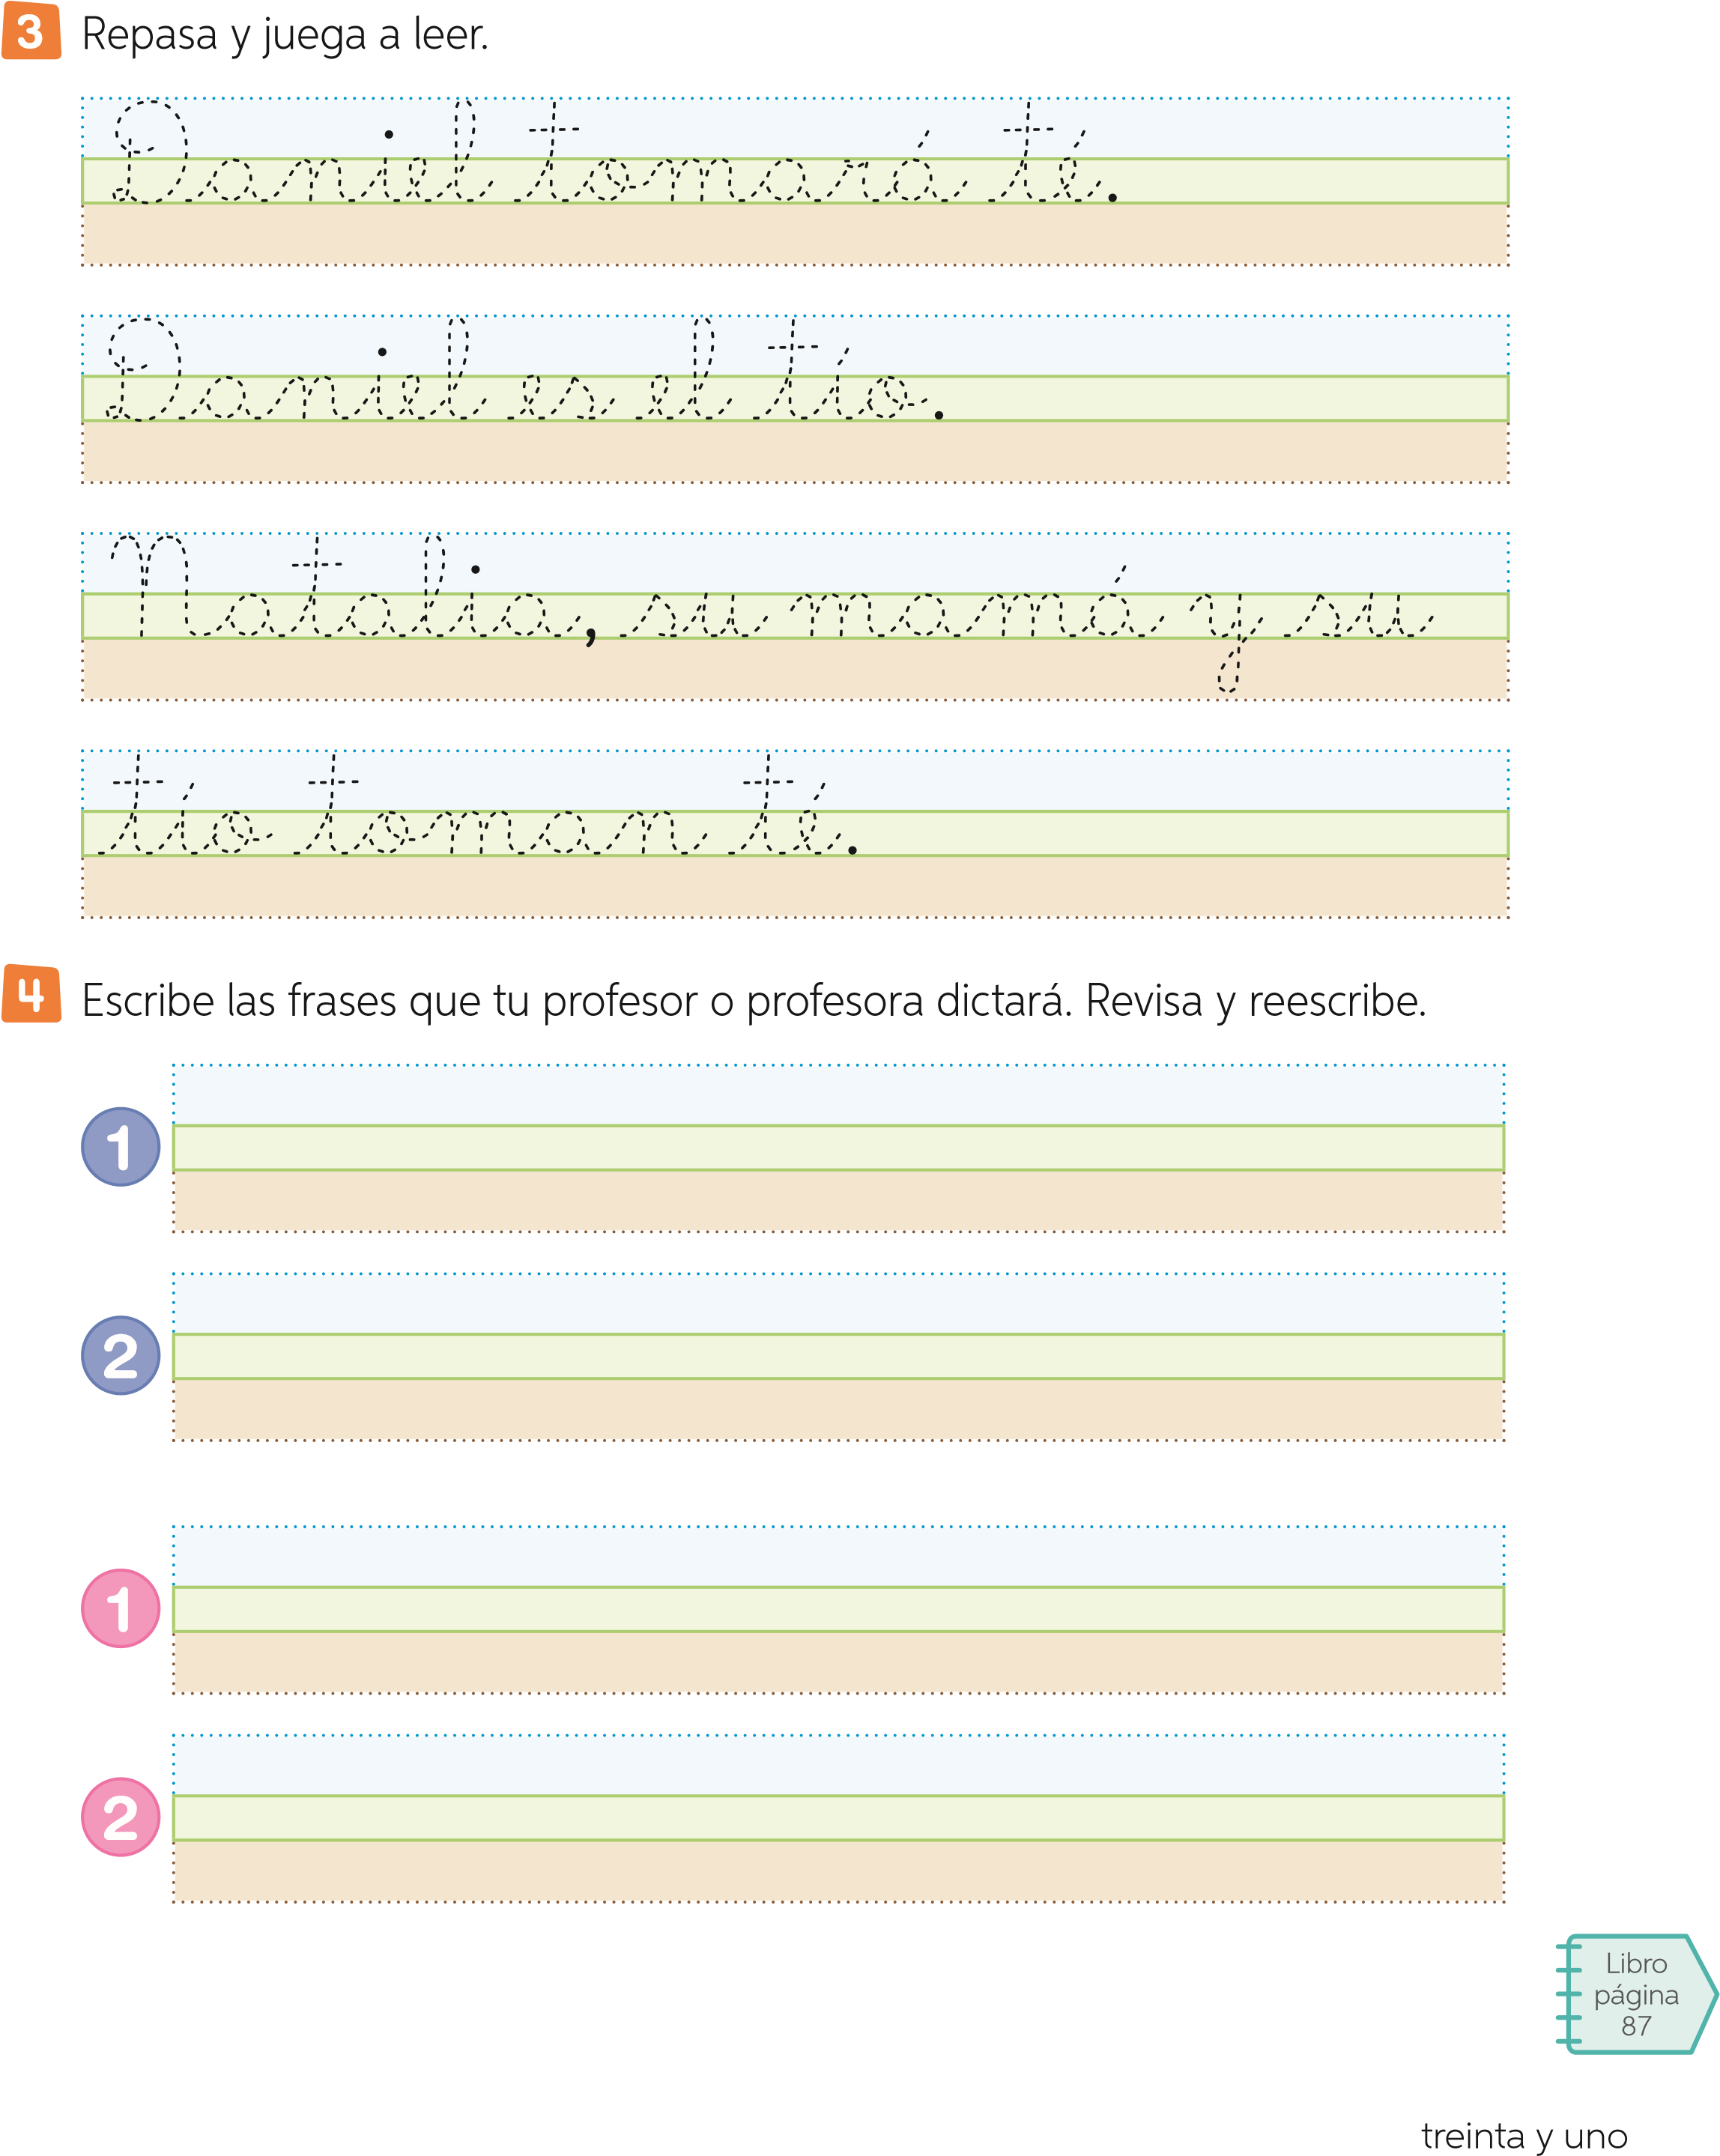 3 Repasa y juega a leer.
Daniel tomará té.
Daniel es el tío.
Natalia, su mamá y su
tío toman té.
4 Escribe las frases que tu profesor o profesora dictará. Revisa y reescribe.
1
2
1
2
Libro
página
87
treinta y uno